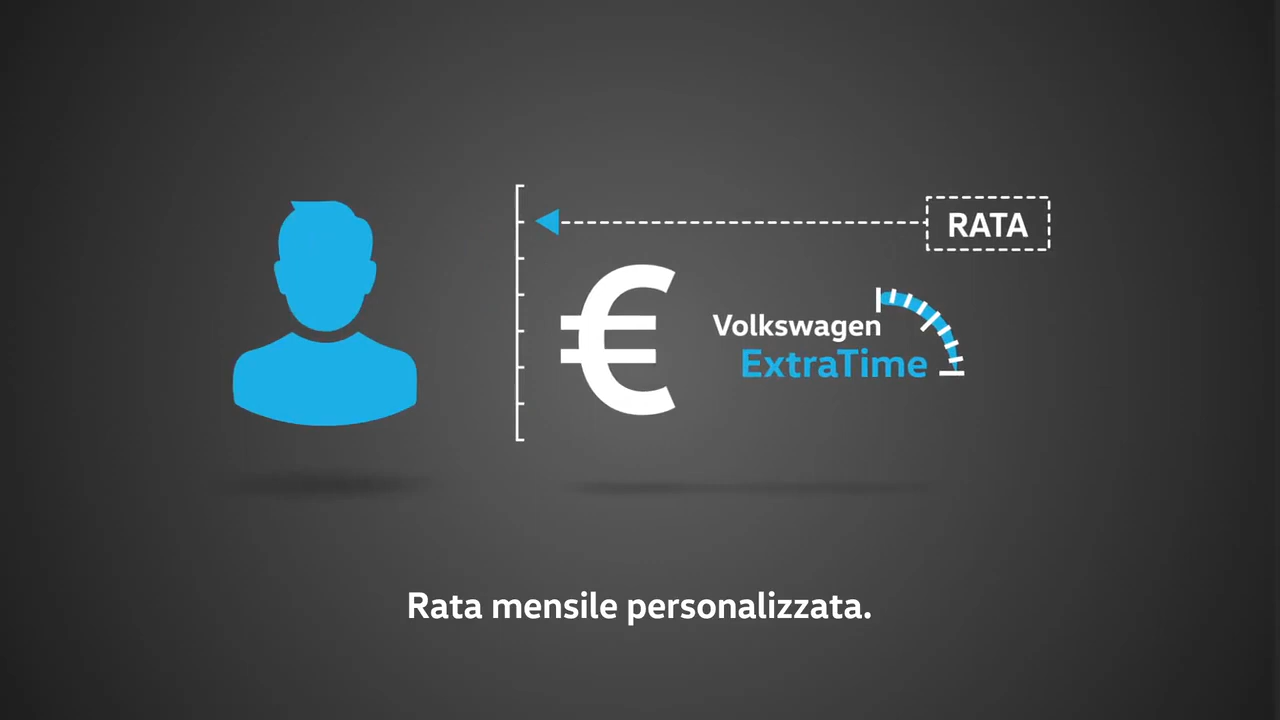 RATA
€
Volkswagen
ExtraTime
Rata mensile personalizzata.